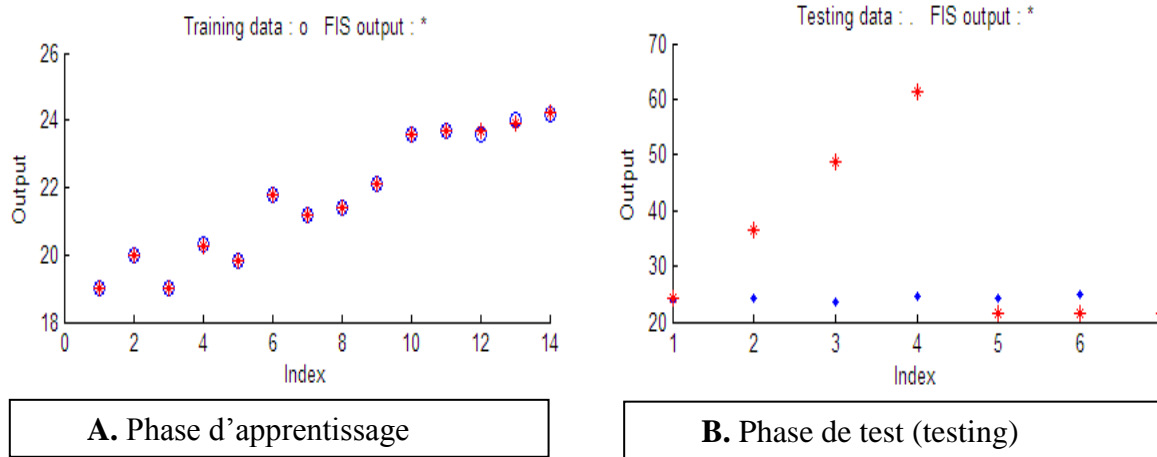 Training data : o FIS output : *
26
24
22
20
18
Output
0 2 4 6 8 10 12 14
Index
A. Phase d’apprentissage
Testing data : . FIS output : *
70
60
50
40
30
20
Output
1 2 3 4 5 6
Index
B. Phase de test (testing)